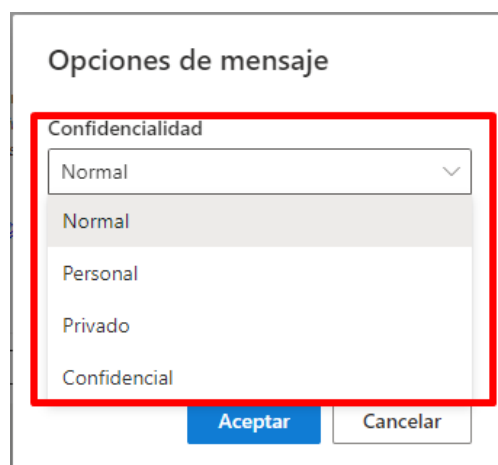 Opciones de mensaje
Confidencialidad
Normal
Normal
Personal
Privado
Confidencial
Aceptar Cancelar